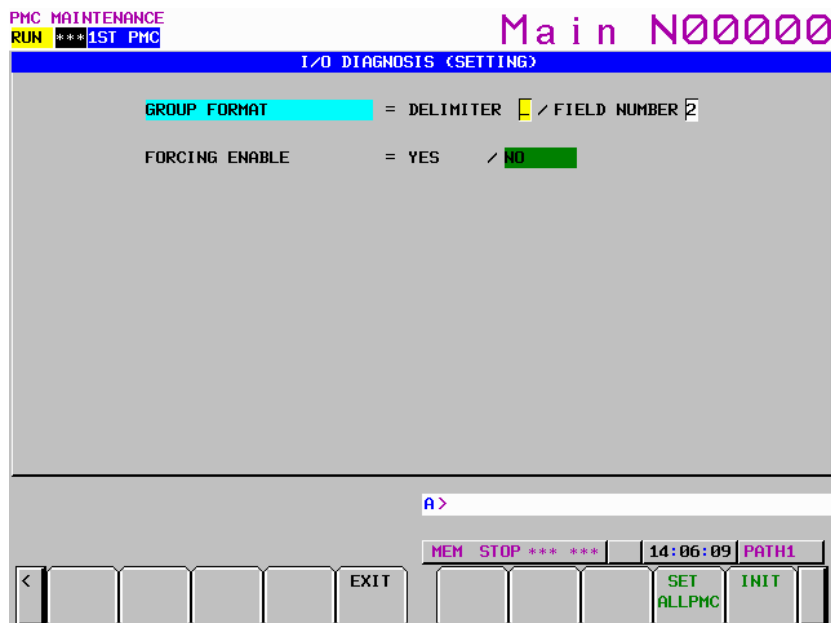 PMC MAINTENANCE
Main N00000
RUN ***1ST PMC
I/O DIAGNOSIS (SETTING)
GROUP FORMAT = DELIMITER _ / FIELD NUMBER 2
FORCING ENABLE = YES / NO
A>
MEM STOP *** *** 14:06:09 PATH1
< EXIT SET INIT
ALLPMC